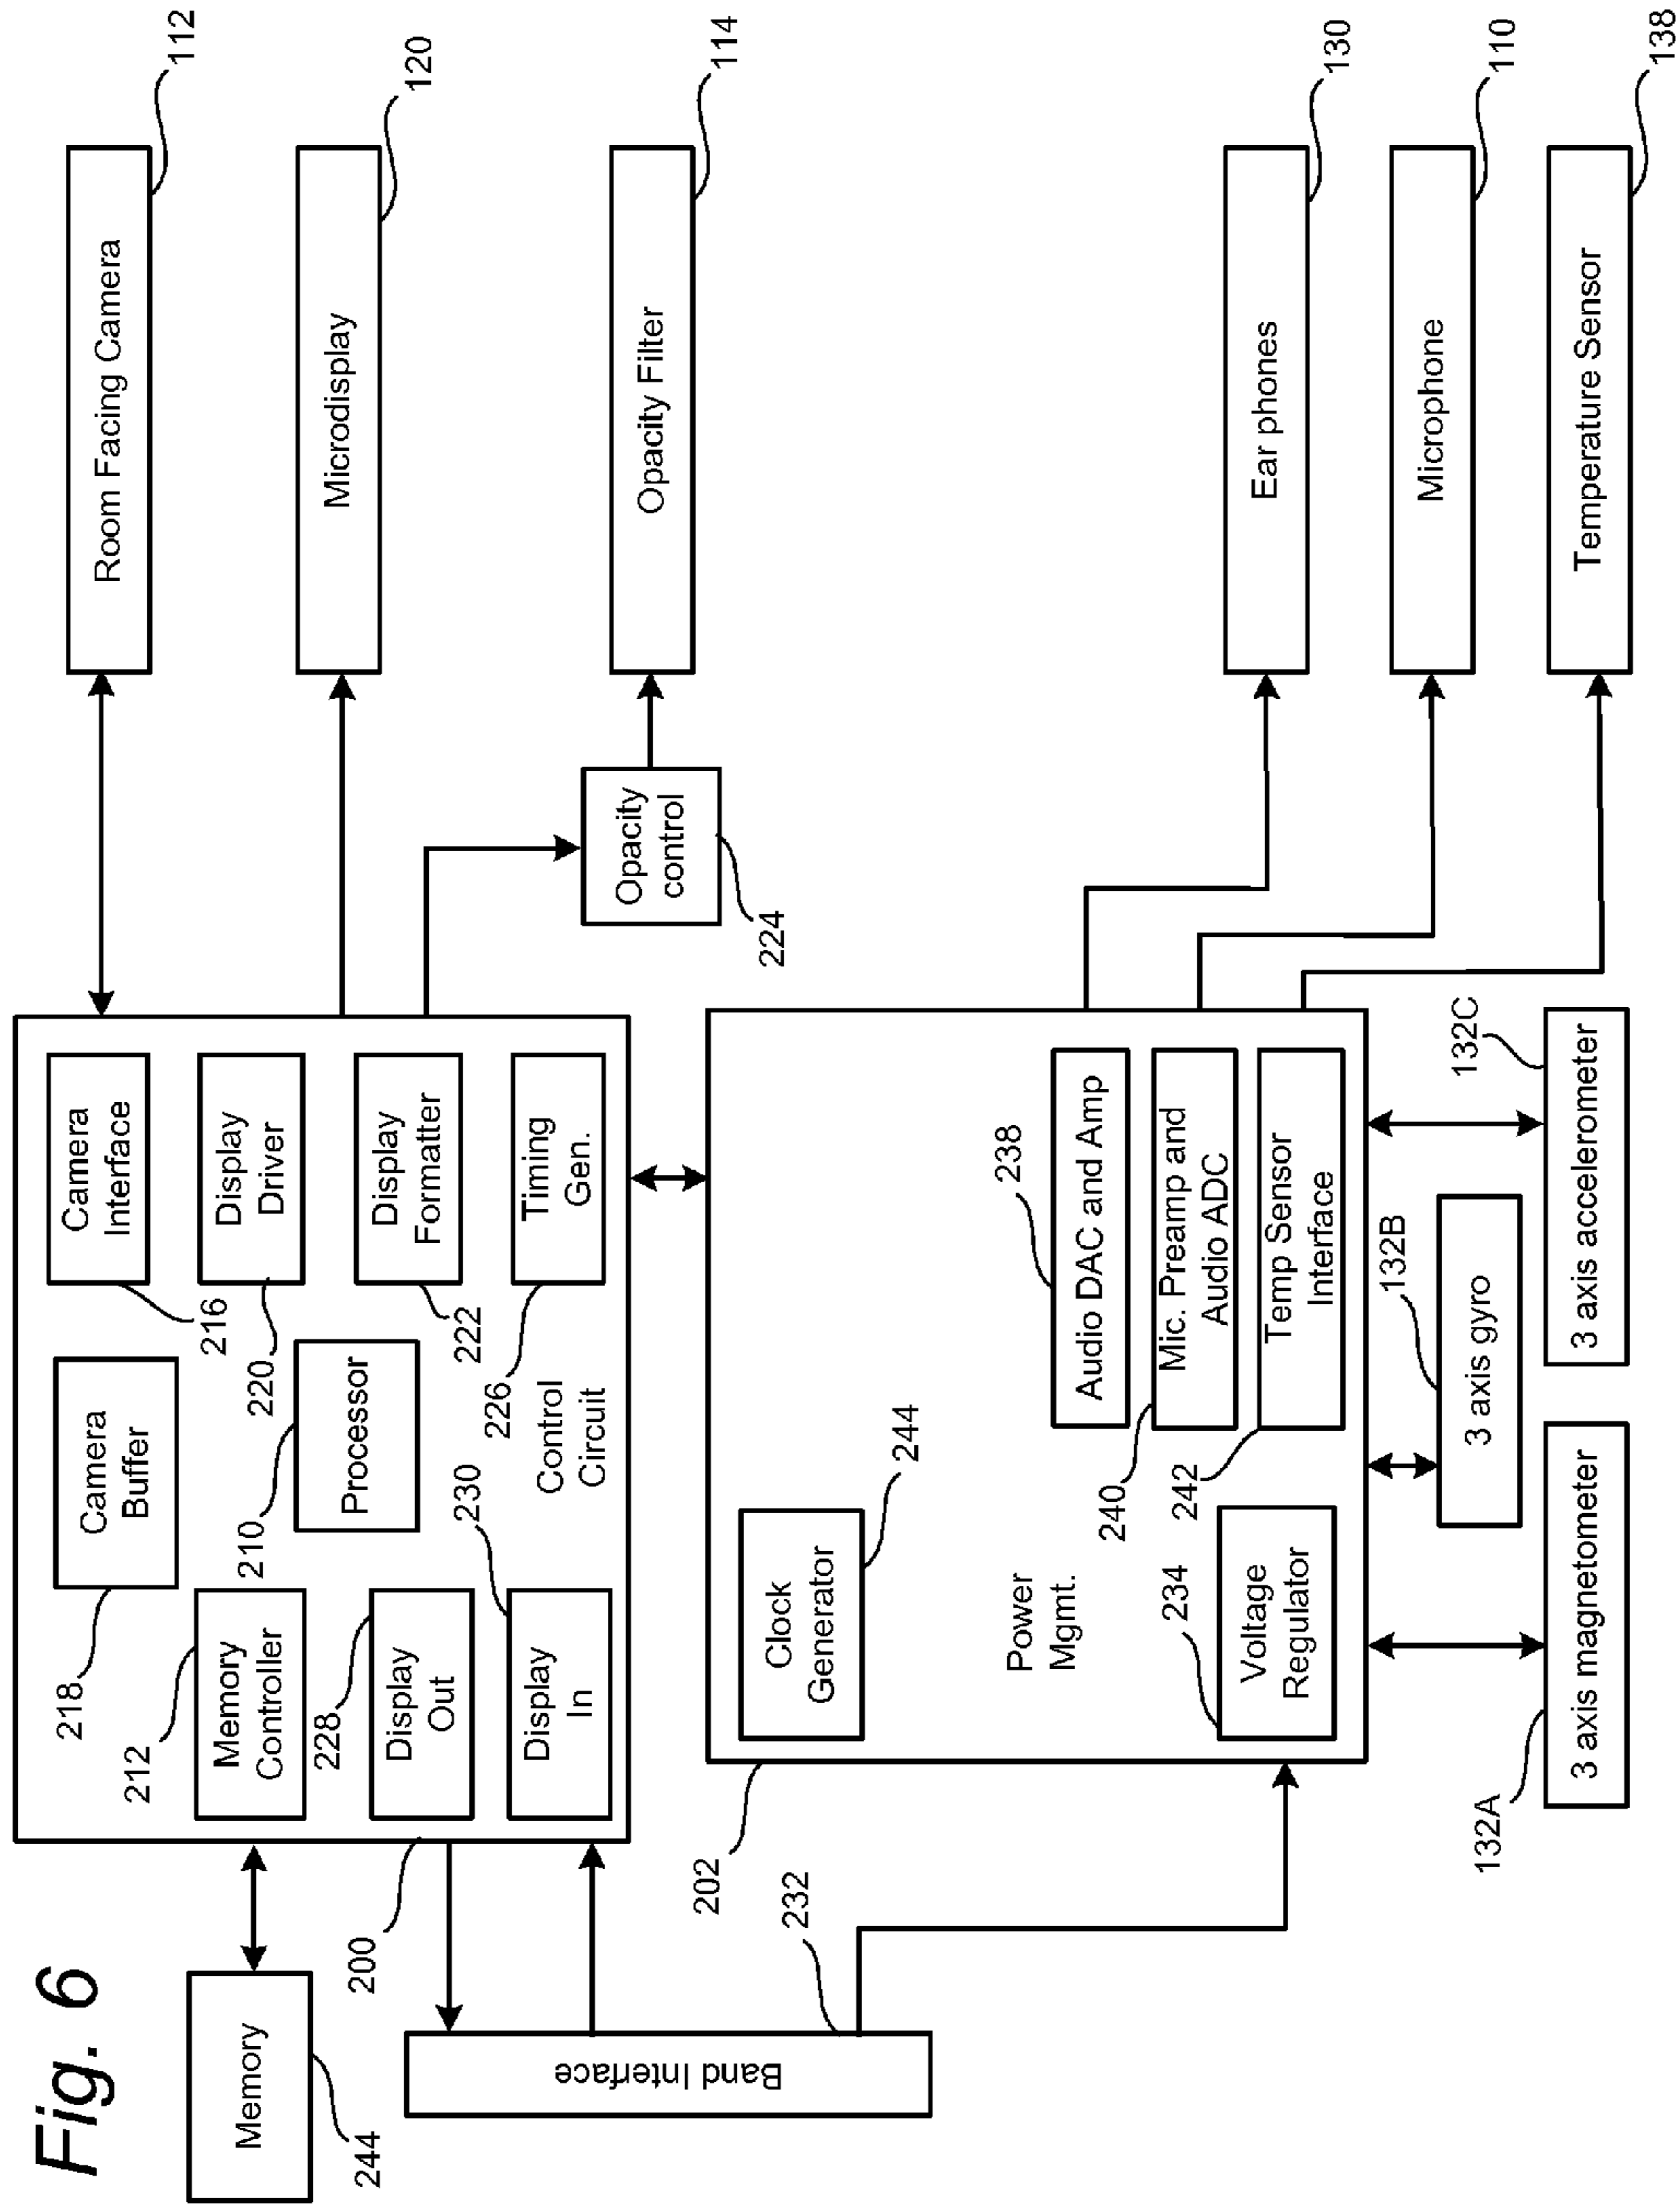 Fig. 6
Memory
244
Band Interface
232
200
218
Camera
Buffer
Camera
Interface
216
212
Memory
Controller
210
Processor
Display
Driver
220
228
Display
Out
Display
Formatter
222
230
Display
In
Control
Circuit
Timing
Gen.
226
Room Facing Camera
112
Microdisplay
120
Opacity
control
224
Opacity Filter
114
202
Clock
Generator
244
Power
Mgmt.
234
Voltage
Regulator
238
Audio DAC and Amp
240
Mic. Preamp and
Audio ADC
242
Temp Sensor
Interface
Ear phones
130
Microphone
110
Temperature Sensor
138
132A
3 axis magnetometer
132B
3 axis gyro
132C
3 axis accelerometer